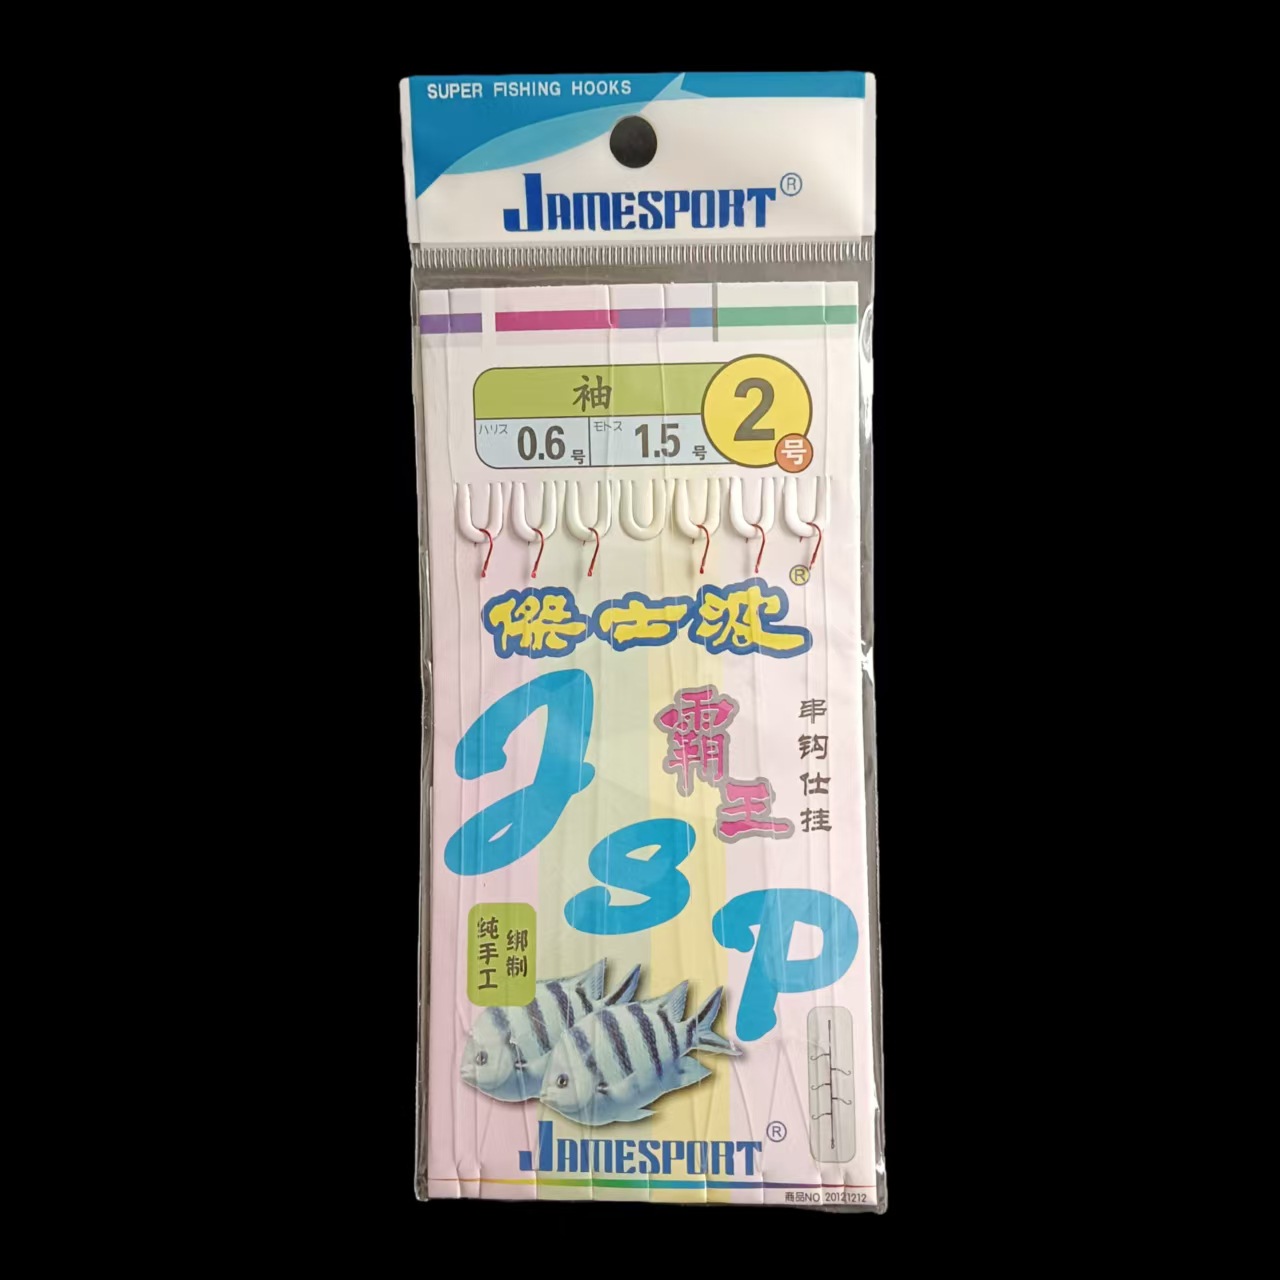 SUPER FISHING HOOKS
JAMESPORT®
袖
ハリス 0.6号
モトス 1.5号
2号
傑士波®
JSP
霸王
串钩仕挂
纯手工
绑制
JAMESPORT®
商品NO.20121212